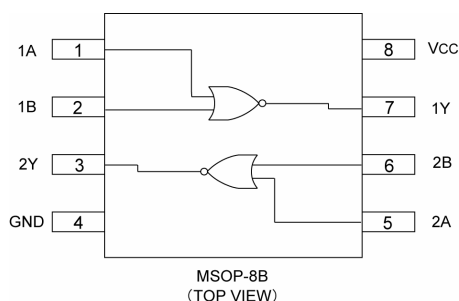 1A 1 8 VCC
1B 2 7 1Y
2Y 3 6 2B
GND 4 5 2A
MSOP-8B
(TOP VIEW)